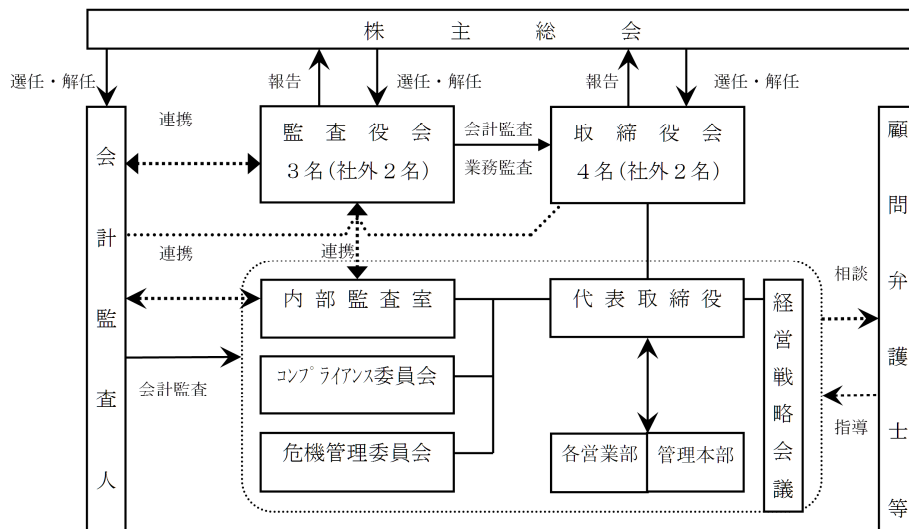 株主総会
選任・解任
報告
選任・解任
報告
選任・解任
会計監査人
連携
監査役会
3名(社外2名)
会計監査
業務監査
取締役会
4名(社外2名)
顧問弁護士等
連携
連携
内部監査室
代表取締役
経営戦略会議
相談
会計監査
コンプライアンス委員会
指導
危機管理委員会
各営業部
管理本部